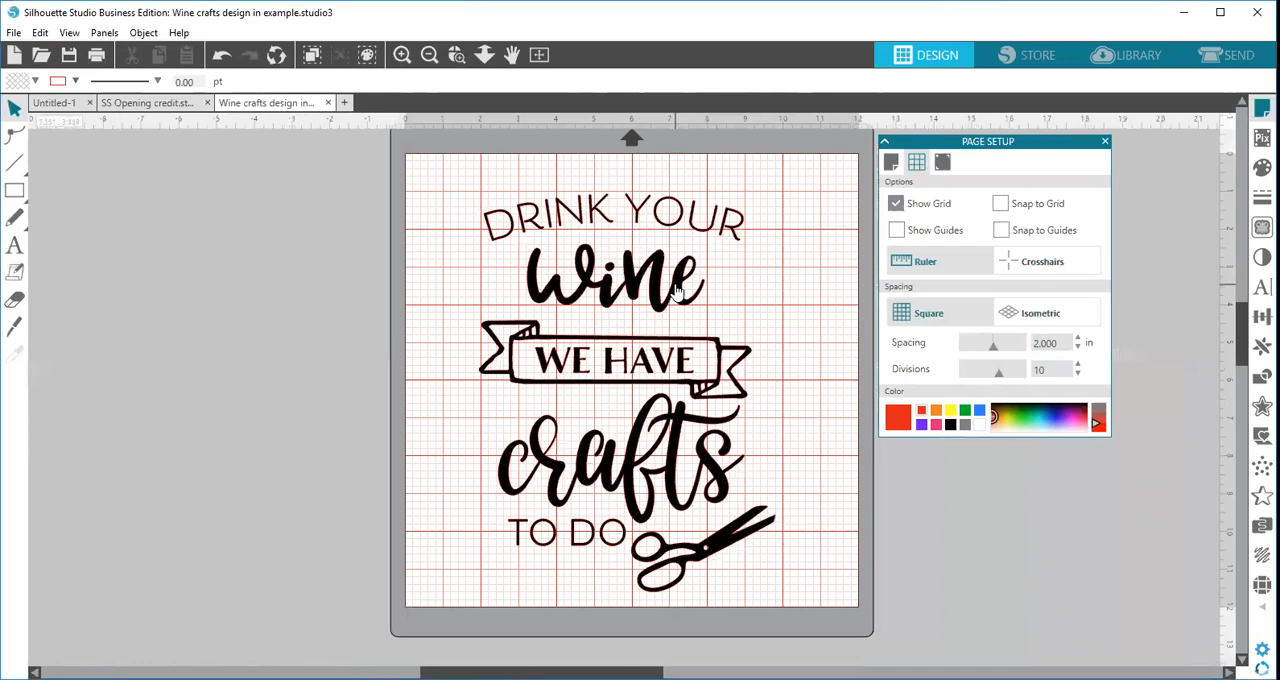 Silhouette Studio Business Edition: Wine crafts design in example.studio3
File Edit View Panels Object Help
DESIGN STORE LIBRARY SEND
0.00 pt
Untitled-1 SS Opening credit.st... Wine crafts design in...
PAGE SETUP
Options
Show Grid Snap to Grid
Show Guides Snap to Guides
Ruler Crosshairs
Spacing
Square Isometric
Spacing 2.000 in
Divisions 10
Color
DRINK YOUR
wine
WE HAVE
crafts
TO DO